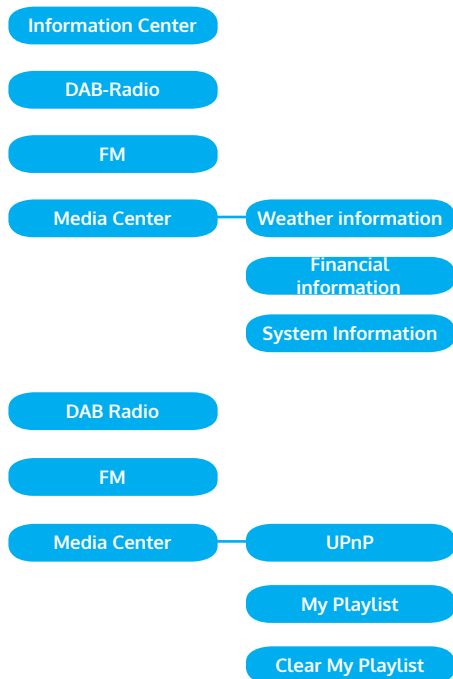 Information Center
DAB-Radio
FM
Media Center
Weather information
Financial
information
System Information
DAB Radio
FM
Media Center
UPnP
My Playlist
Clear My Playlist